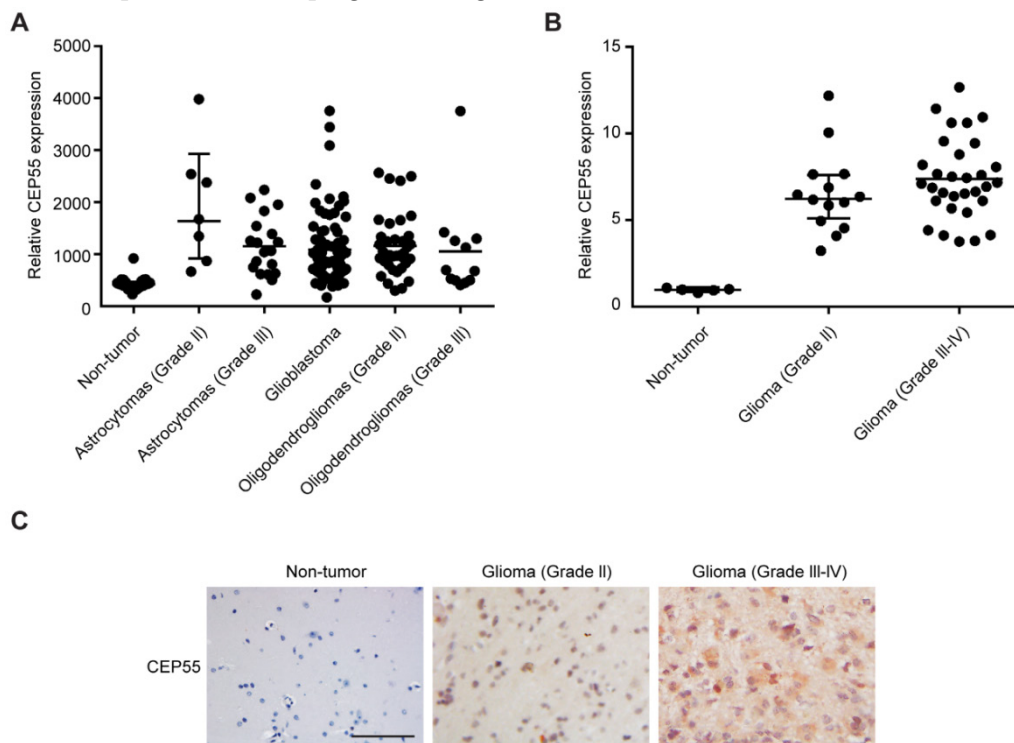 A
Relative CEP55 expression
5000
4000
3000
2000
1000
0
Non-tumor
Astrocytomas (Grade II)
Astrocytomas (Grade III)
Glioblastoma
Oligodendrogliomas (Grade II)
Oligodendrogliomas (Grade III)
B
Relative CEP55 expression
15
10
5
0
Non-tumor
Glioma (Grade II)
Glioma (Grade III-IV)
C
Non-tumor
Glioma (Grade II)
Glioma (Grade III-IV)
CEP55